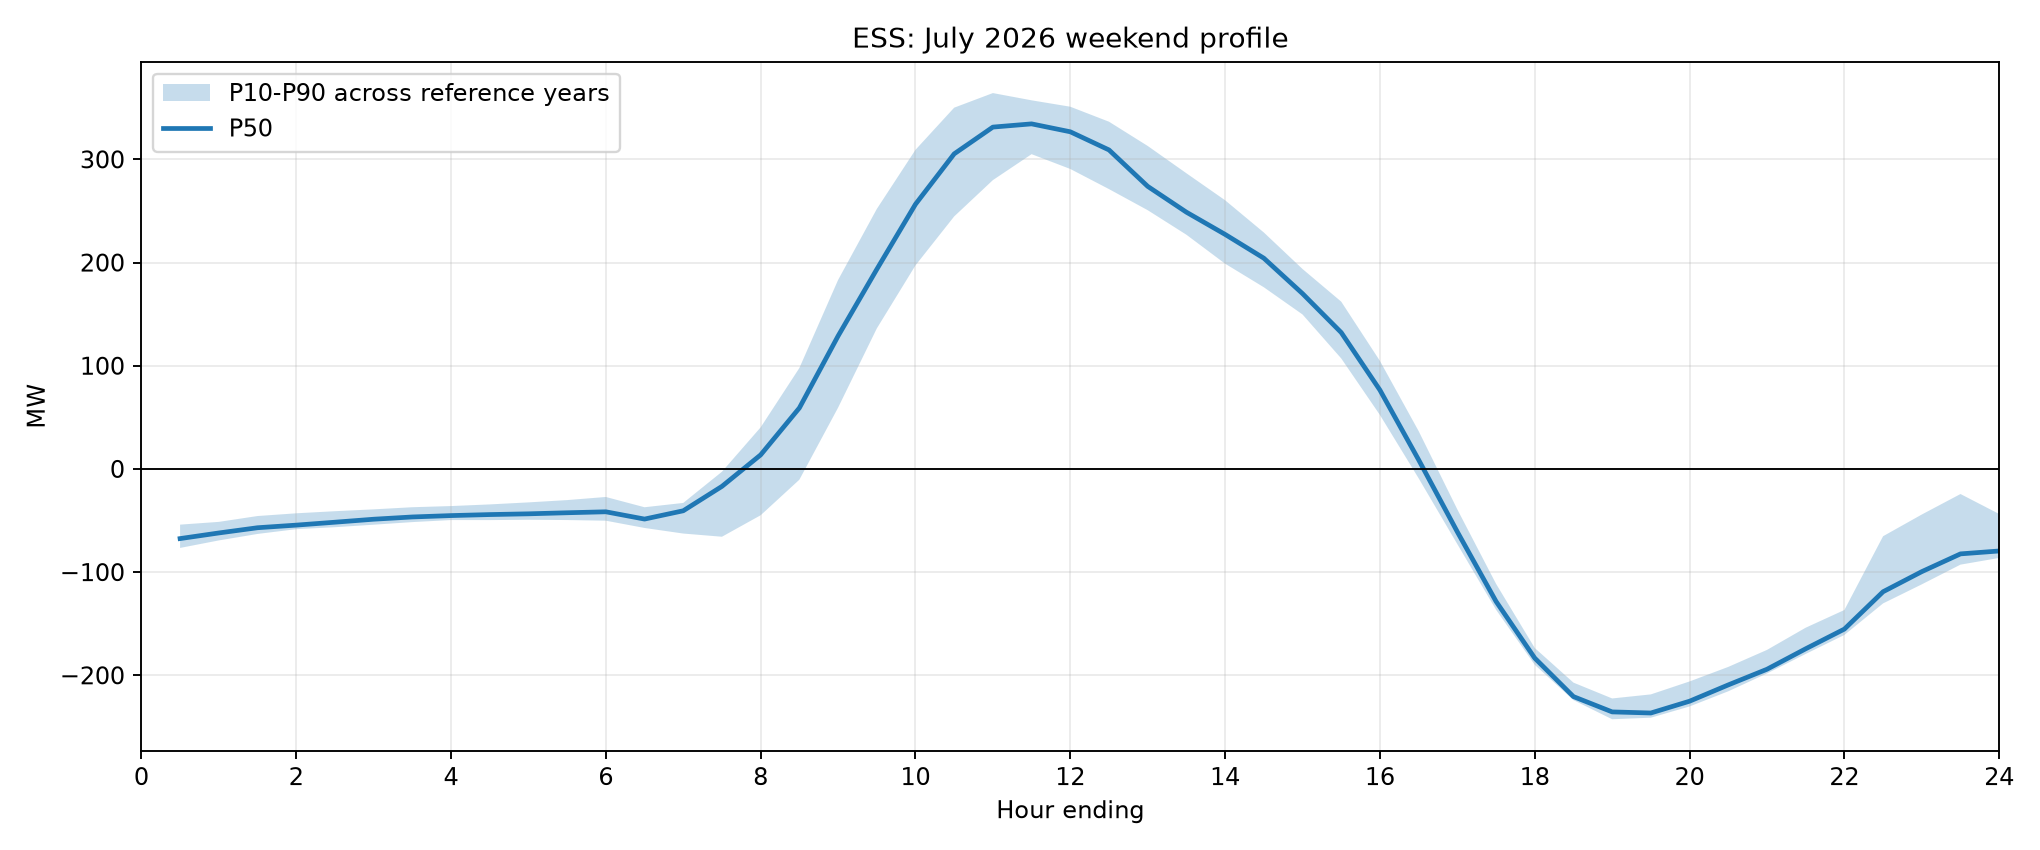 ESS: July 2026 weekend profile
P10-P90 across reference years
P50
300
200
100
0
−100
−200
MW
0 2 4 6 8 10 12 14 16 18 20 22 24
Hour ending